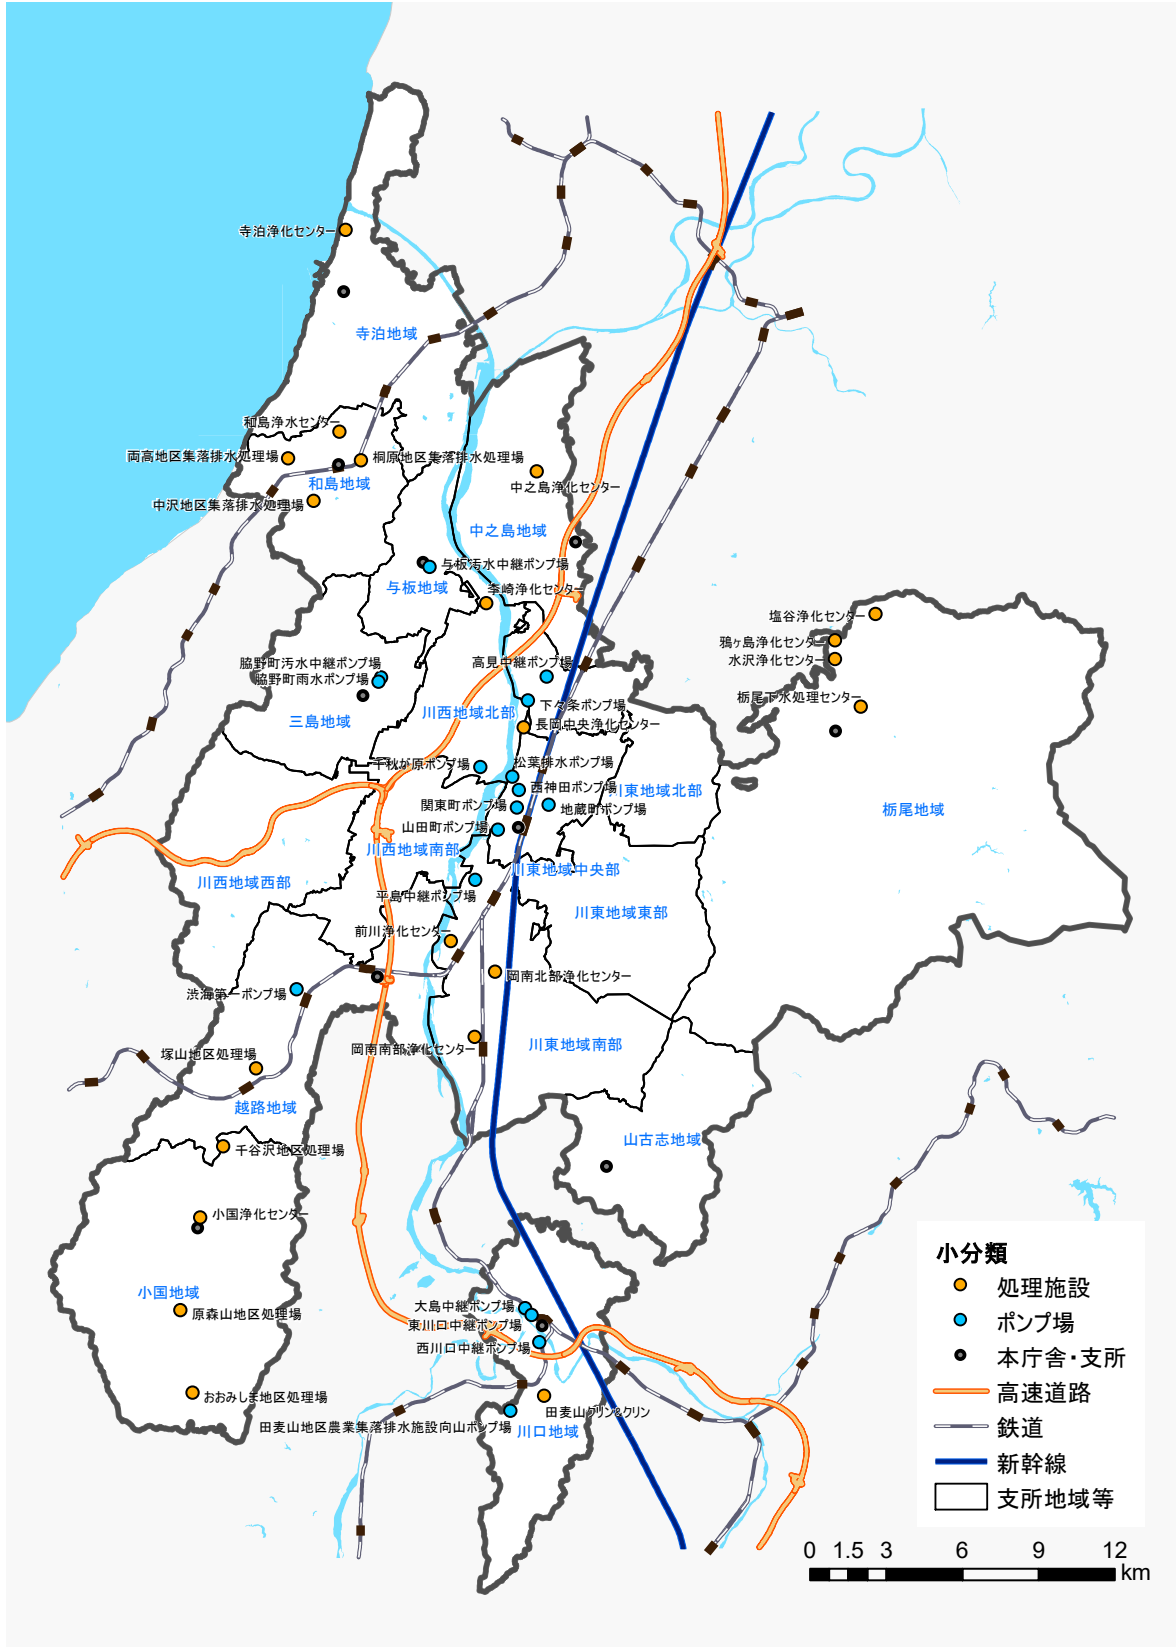 寺泊浄化センター
寺泊地域
和島浄水センター
両高地区集落排水処理場
桐原地区集落排水処理場
和島地域
中沢地区集落排水処理場
中之島浄化センター
中之島地域
与板汚水中継ポンプ場
与板地域
李崎浄化センター
塩谷浄化センター
鴉ヶ島浄化センター
水沢浄化センター
栃尾下水処理センター
栃尾地域
脇野町汚水中継ポンプ場
脇野町雨水ポンプ場
三島地域
高見中継ポンプ場
下々条ポンプ場
川西地域北部
長岡中央浄化センター
千秋が原ポンプ場
松葉排水ポンプ場
西神田ポンプ場
川東地域北部
関東町ポンプ場
地蔵町ポンプ場
山田町ポンプ場
川西地域南部
川東地域中央部
川西地域西部
平島中継ポンプ場
川東地域東部
前川浄化センター
岡南北部浄化センター
渋海第一ポンプ場
岡南南部浄化センター
川東地域南部
塚山地区処理場
越路地域
千谷沢地区処理場
山古志地域
小国浄化センター
小国地域
原森山地区処理場
おおみしま地区処理場
大島中継ポンプ場
東川口中継ポンプ場
西川口中継ポンプ場
田麦山クリン&クリン
田麦山地区農業集落排水施設向山ポンプ場
川口地域
小分類
処理施設
ポンプ場
本庁舎・支所
高速道路
鉄道
新幹線
支所地域等
0 1.5 3 6 9 12
km